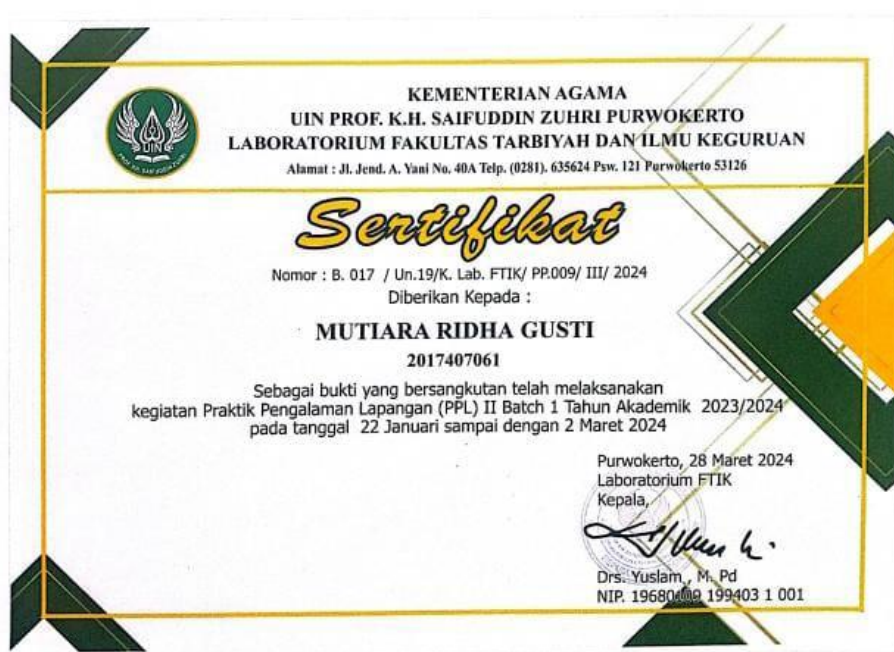 KEMENTERIAN AGAMA
UIN PROF. K.H. SAIFUDDIN ZUHRI PURWOKERTO
LABORATORIUM FAKULTAS TARBIYAH DAN ILMU KEGURUAN
Alamat : Jl. Jend. A. Yani No. 40A Telp. (0281). 635624 Psw. 121 Purwokerto 53126
UIN
Sertifikat
Nomor : B. 017 / Un.19/K. Lab. FTIK/ PP.009/ III/ 2024
Diberikan Kepada :
MUTIARA RIDHA GUSTI
2017407061
Sebagai bukti yang bersangkutan telah melaksanakan
kegiatan Praktik Pengalaman Lapangan (PPL) II Batch 1 Tahun Akademik 2023/2024
pada tanggal 22 Januari sampai dengan 2 Maret 2024
Purwokerto, 28 Maret 2024
Laboratorium FTIK
Kepala,
Drs. Yuslam , M. Pd
NIP. 19680109 199403 1 001